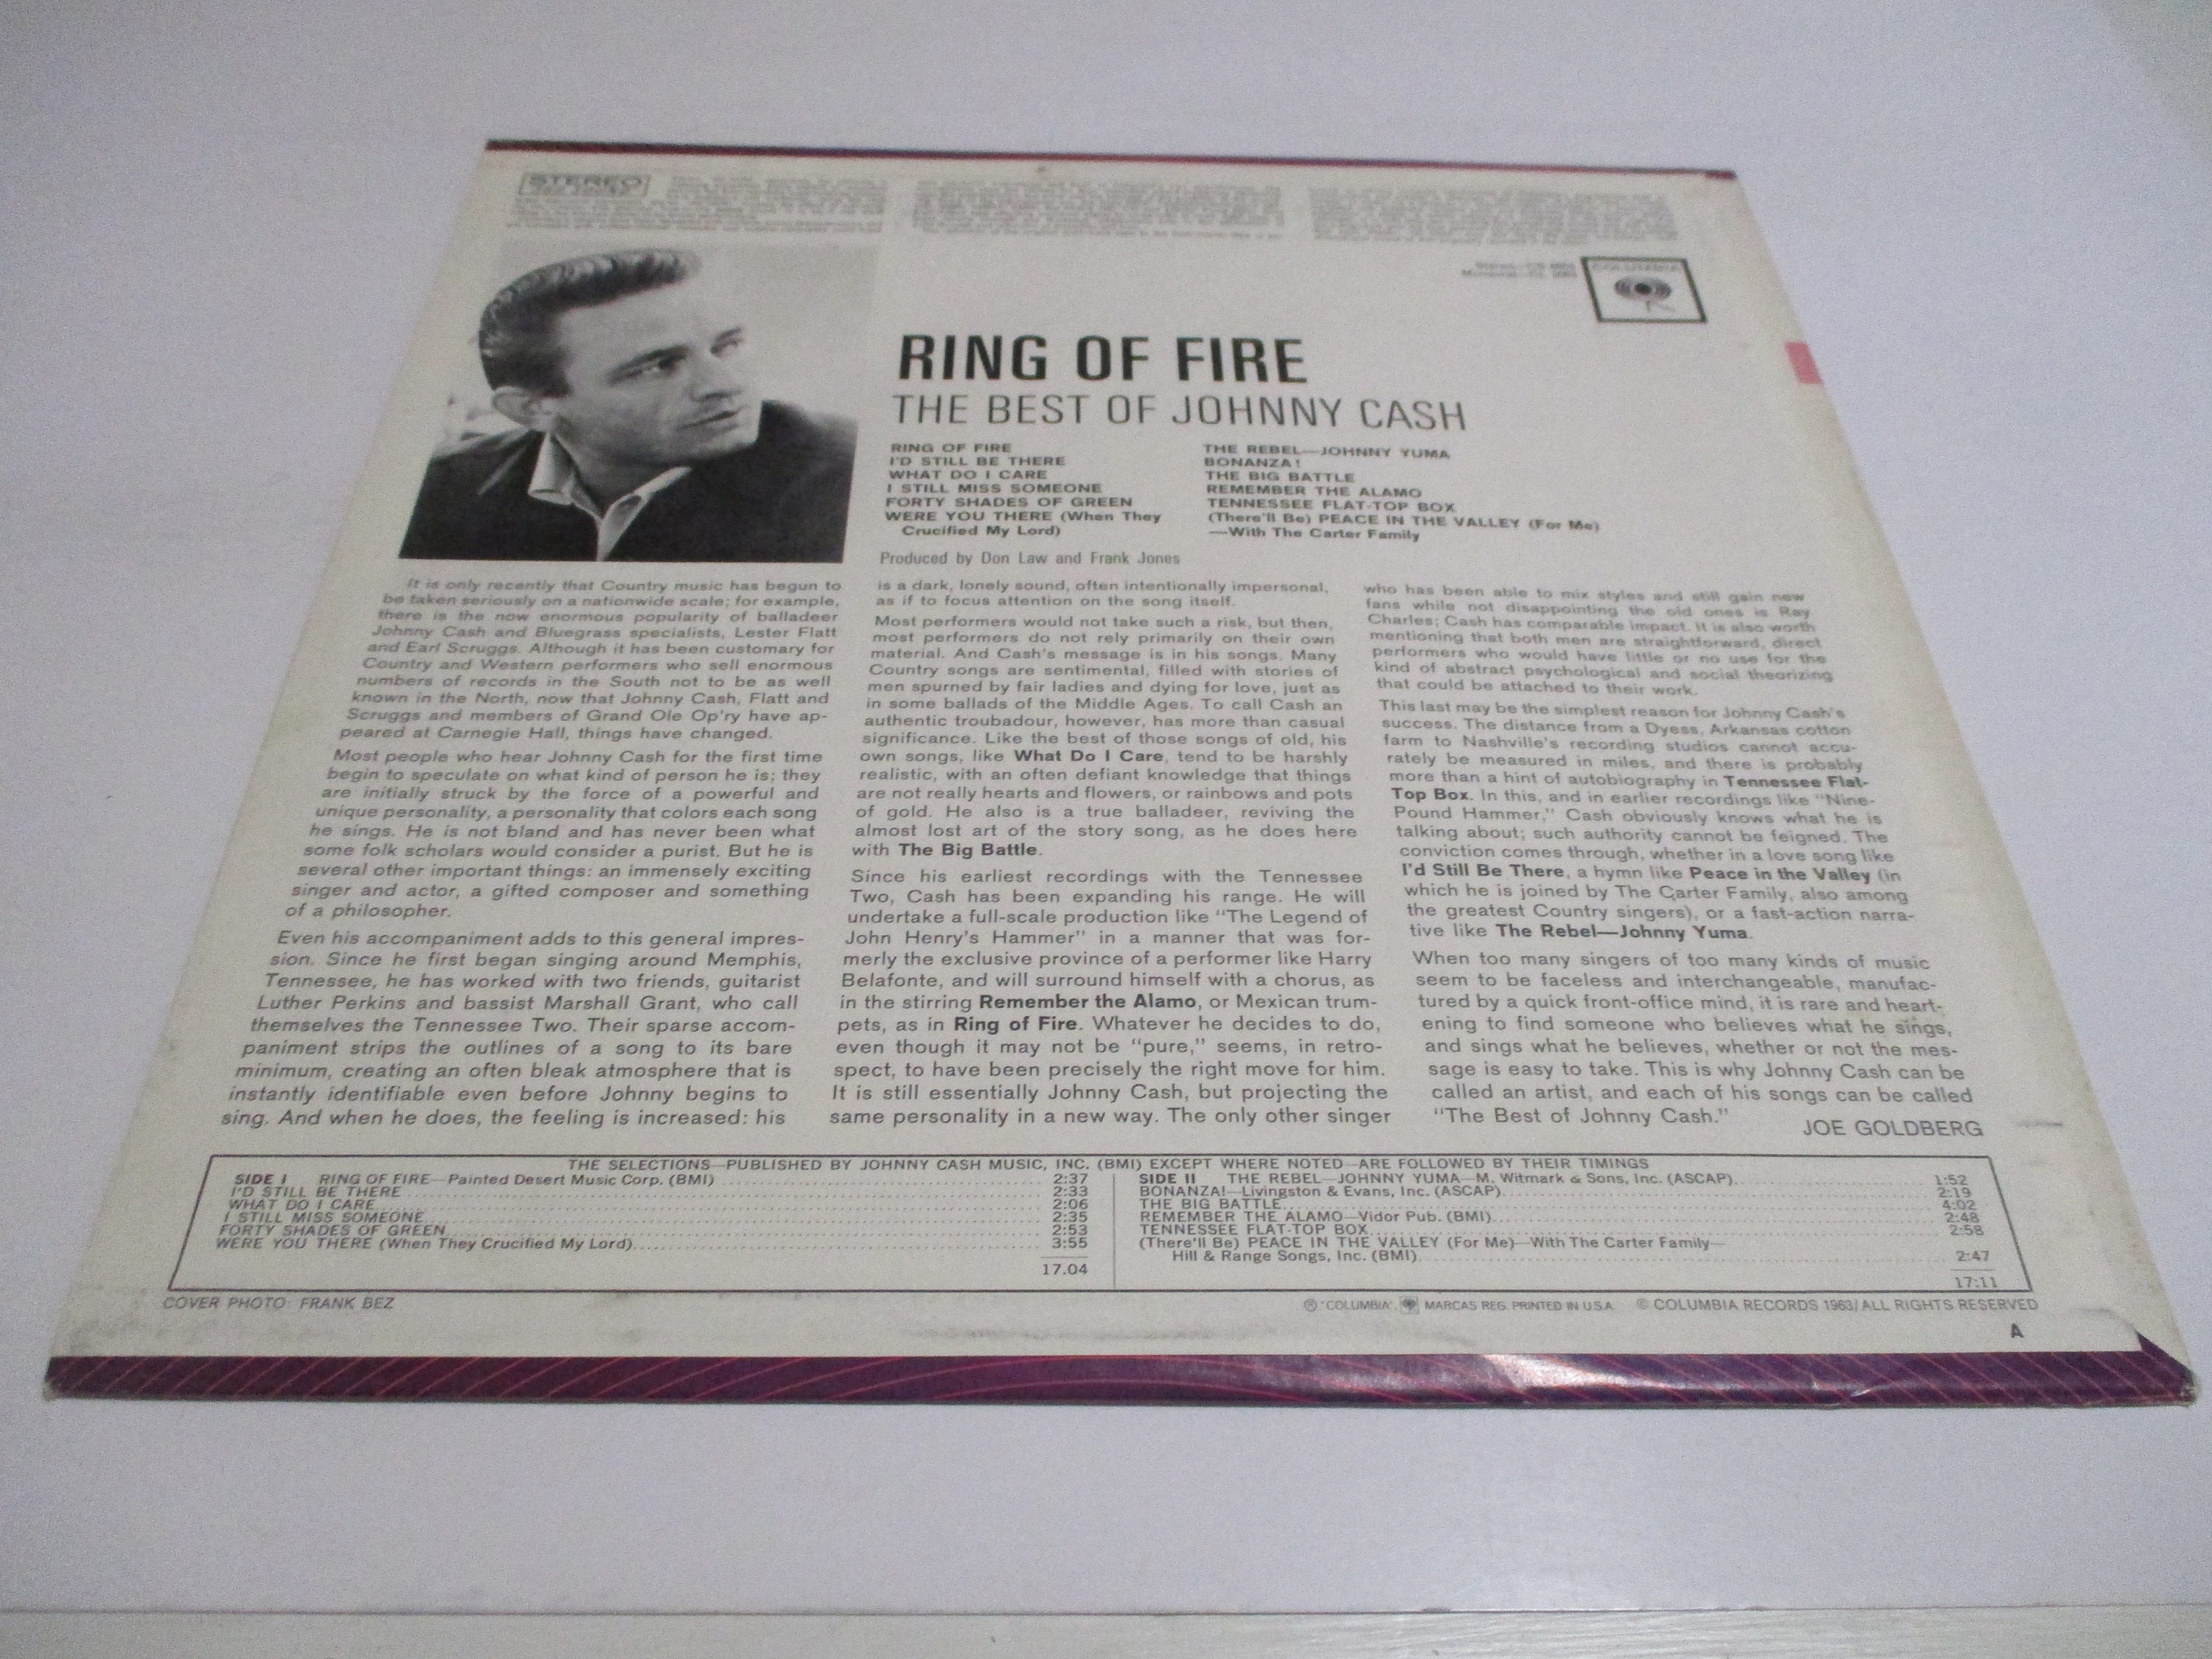 STEREO
COLUMBIA
RING OF FIRE
THE BEST OF JOHNNY CASH
RING OF FIRE
I'D STILL BE THERE
WHAT DO I CARE
I STILL MISS SOMEONE
FORTY SHADES OF GREEN
WERE YOU THERE (When They
Crucified My Lord)
THE REBEL—JOHNNY YUMA
BONANZA!
THE BIG BATTLE
REMEMBER THE ALAMO
TENNESSEE FLAT-TOP BOX
(There'll Be) PEACE IN THE VALLEY (For Me)
—With The Carter Family
Produced by Don Law and Frank Jones
It is only recently that Country music has begun to
be taken seriously on a nationwide scale; for example,
there is the now enormous popularity of balladeer
Johnny Cash and Bluegrass specialists, Lester Flatt
and Earl Scruggs. Although it has been customary for
Country and Western performers who sell enormous
numbers of records in the South not to be as well
known in the North, now that Johnny Cash, Flatt and
Scruggs and members of Grand Ole Op'ry have ap-
peared at Carnegie Hall, things have changed.
Most people who hear Johnny Cash for the first time
begin to speculate on what kind of person he is; they
are initially struck by the force of a powerful and
unique personality, a personality that colors each song
he sings. He is not bland and has never been what
some folk scholars would consider a purist. But he is
several other important things: an immensely exciting
singer and actor, a gifted composer and something
of a philosopher.
Even his accompaniment adds to this general impres-
sion. Since he first began singing around Memphis,
Tennessee, he has worked with two friends, guitarist
Luther Perkins and bassist Marshall Grant, who call
themselves the Tennessee Two. Their sparse accom-
paniment strips the outlines of a song to its bare
minimum, creating an often bleak atmosphere that is
instantly identifiable even before Johnny begins to
sing. And when he does, the feeling is increased: his
is a dark, lonely sound, often intentionally impersonal,
as if to focus attention on the song itself.
Most performers would not take such a risk, but then,
most performers do not rely primarily on their own
material. And Cash's message is in his songs. Many
Country songs are sentimental, filled with stories of
men spurned by fair ladies and dying for love, just as
in some ballads of the Middle Ages. To call Cash an
authentic troubadour, however, has more than casual
significance. Like the best of those songs of old, his
own songs, like What Do I Care, tend to be harshly
realistic, with an often defiant knowledge that things
are not really hearts and flowers, or rainbows and pots
of gold. He also is a true balladeer, reviving the
almost lost art of the story song, as he does here
with The Big Battle.
Since his earliest recordings with the Tennessee
Two, Cash has been expanding his range. He will
undertake a full-scale production like "The Legend of
John Henry's Hammer" in a manner that was for-
merly the exclusive province of a performer like Harry
Belafonte, and will surround himself with a chorus, as
in the stirring Remember the Alamo, or Mexican trum-
pets, as in Ring of Fire. Whatever he decides to do,
even though it may not be "pure," seems, in retro-
spect, to have been precisely the right move for him.
It is still essentially Johnny Cash, but projecting the
same personality in a new way. The only other singer
who has been able to mix styles and still gain new
fans while not disappointing the old ones is Ray
Charles; Cash has comparable impact. It is also worth
mentioning that both men are straightforward, direct
performers who would have little or no use for the
kind of abstract psychological and social theorizing
that could be attached to their work.
This last may be the simplest reason for Johnny Cash's
success. The distance from a Dyess, Arkansas cotton
farm to Nashville's recording studios cannot accu-
rately be measured in miles, and there is probably
more than a hint of autobiography in Tennessee Flat-
Top Box. In this, and in earlier recordings like "Nine-
Pound Hammer," Cash obviously knows what he is
talking about; such authority cannot be feigned. The
conviction comes through, whether in a love song like
I'd Still Be There, a hymn like Peace in the Valley (in
which he is joined by The Carter Family, also among
the greatest Country singers), or a fast-action narra-
tive like The Rebel—Johnny Yuma.
When too many singers of too many kinds of music
seem to be faceless and interchangeable, manufac-
tured by a quick front-office mind, it is rare and heart-
ening to find someone who believes what he sings,
and sings what he believes, whether or not the mes-
sage is easy to take. This is why Johnny Cash can be
called an artist, and each of his songs can be called
"The Best of Johnny Cash."
JOE GOLDBERG
THE SELECTIONS—PUBLISHED BY JOHNNY CASH MUSIC, INC. (BMI) EXCEPT WHERE NOTED—ARE FOLLOWED BY THEIR TIMINGS
SIDE I RING OF FIRE—Painted Desert Music Corp. (BMI) 2:37
I'D STILL BE THERE 2:33
WHAT DO I CARE 2:06
I STILL MISS SOMEONE 2:35
FORTY SHADES OF GREEN 2:53
WERE YOU THERE (When They Crucified My Lord) 3:55
17.04
SIDE II THE REBEL—JOHNNY YUMA—M. Witmark & Sons, Inc. (ASCAP) 1:52
BONANZA!—Livingston & Evans, Inc. (ASCAP) 2:19
THE BIG BATTLE 4:02
REMEMBER THE ALAMO—Vidor Pub. (BMI) 2:48
TENNESSEE FLAT-TOP BOX 2:58
(There'll Be) PEACE IN THE VALLEY (For Me)—With The Carter Family—
Hill & Range Songs, Inc. (BMI) 2:47
17:11
COVER PHOTO: FRANK BEZ
® "COLUMBIA", MARCAS REG. PRINTED IN U.S.A. © COLUMBIA RECORDS 1963/ ALL RIGHTS RESERVED
A